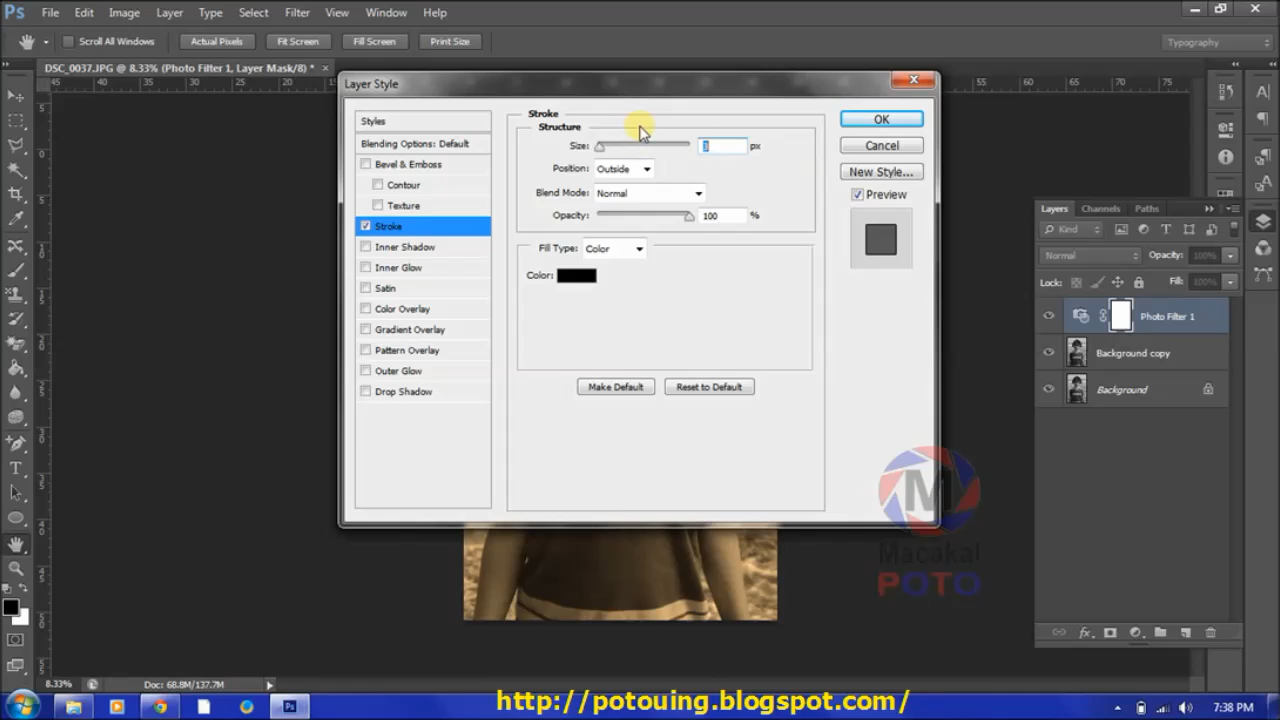 Ps File Edit Image Layer Type Select Filter View Window Help
Scroll All Windows Actual Pixels Fit Screen Fill Screen Print Size Typography
DSC_0037.JPG @ 8.33% (Photo Filter 1, Layer Mask/8) *
Layer Style
Styles
Blending Options: Default
Bevel & Emboss
Contour
Texture
Stroke
Inner Shadow
Inner Glow
Satin
Color Overlay
Gradient Overlay
Pattern Overlay
Outer Glow
Drop Shadow
Stroke
Structure
Size: 3 px
Position: Outside
Blend Mode: Normal
Opacity: 100 %
Fill Type: Color
Color:
Make Default Reset to Default
OK
Cancel
New Style...
Preview
Layers Channels Paths
Kind
Normal Opacity: 100%
Lock: Fill: 100%
Photo Filter 1
Background copy
Background
M
Macakal
POTO
8.33% Doc: 68.8M/137.7M
http://potouing.blogspot.com/
7:38 PM